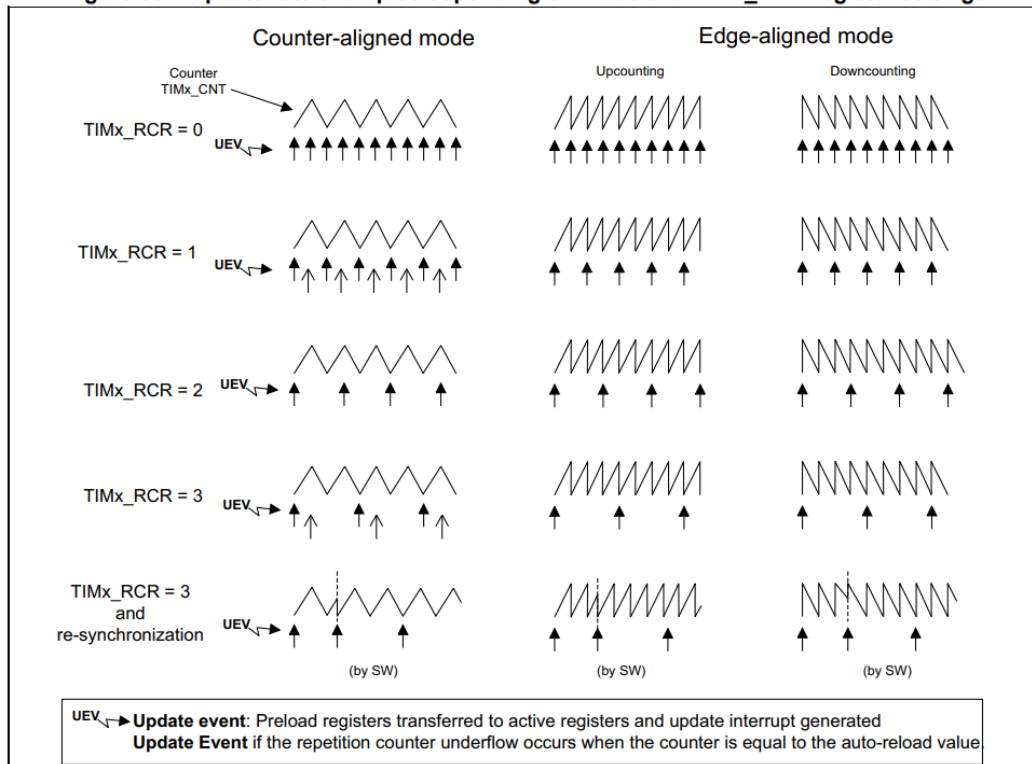 Counter-aligned mode
Edge-aligned mode
Counter
TIMx_CNT
Upcounting
Downcounting
TIMx_RCR = 0
UEV
TIMx_RCR = 1
UEV
TIMx_RCR = 2
UEV
TIMx_RCR = 3
UEV
TIMx_RCR = 3
and
re-synchronization
UEV
(by SW)
(by SW)
(by SW)
UEV Update event: Preload registers transferred to active registers and update interrupt generated
Update Event if the repetition counter underflow occurs when the counter is equal to the auto-reload value.